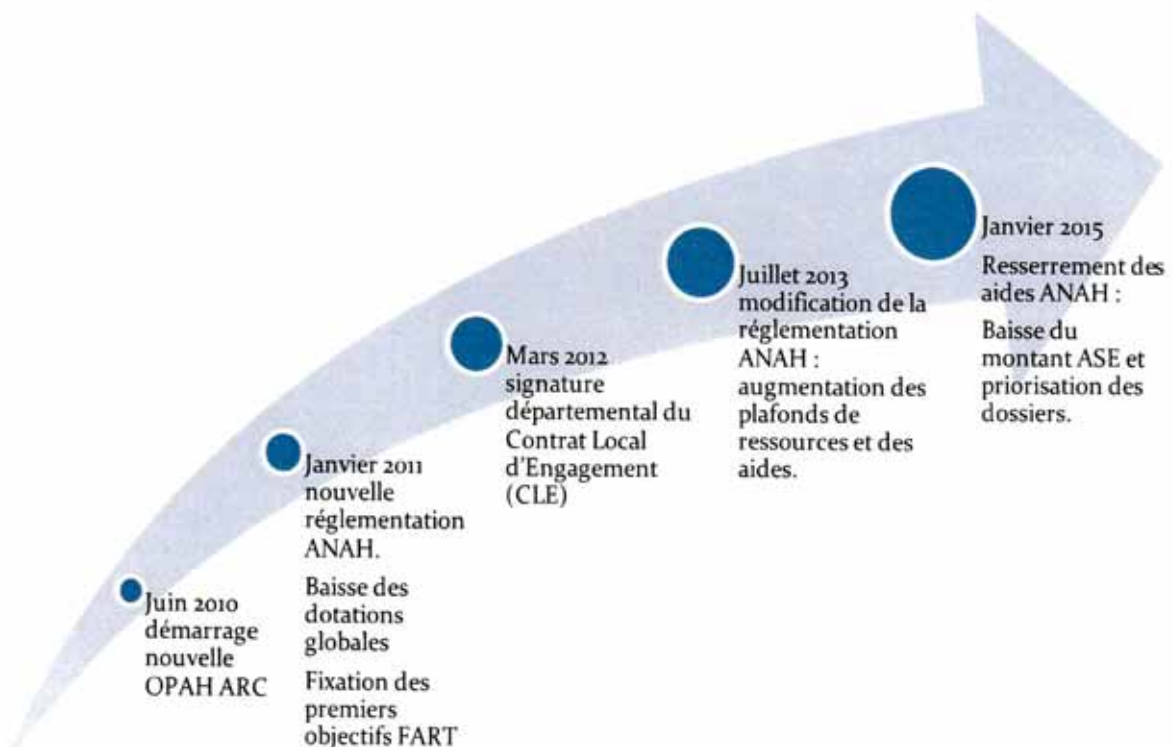 Juin 2010
démarrage
nouvelle
OPAH ARC
Janvier 2011
nouvelle
réglementation
ANAH.
Baisse des
dotations
globales
Fixation des
premiers
objectifs FART
Mars 2012
signature
départemental du
Contrat Local
d'Engagement
(CLE)
Juillet 2013
modification de la
réglementation
ANAH :
augmentation des
plafonds de
ressources et des
aides.
Janvier 2015
Resserrement des
aides ANAH :
Baisse du
montant ASE et
priorisation des
dossiers.